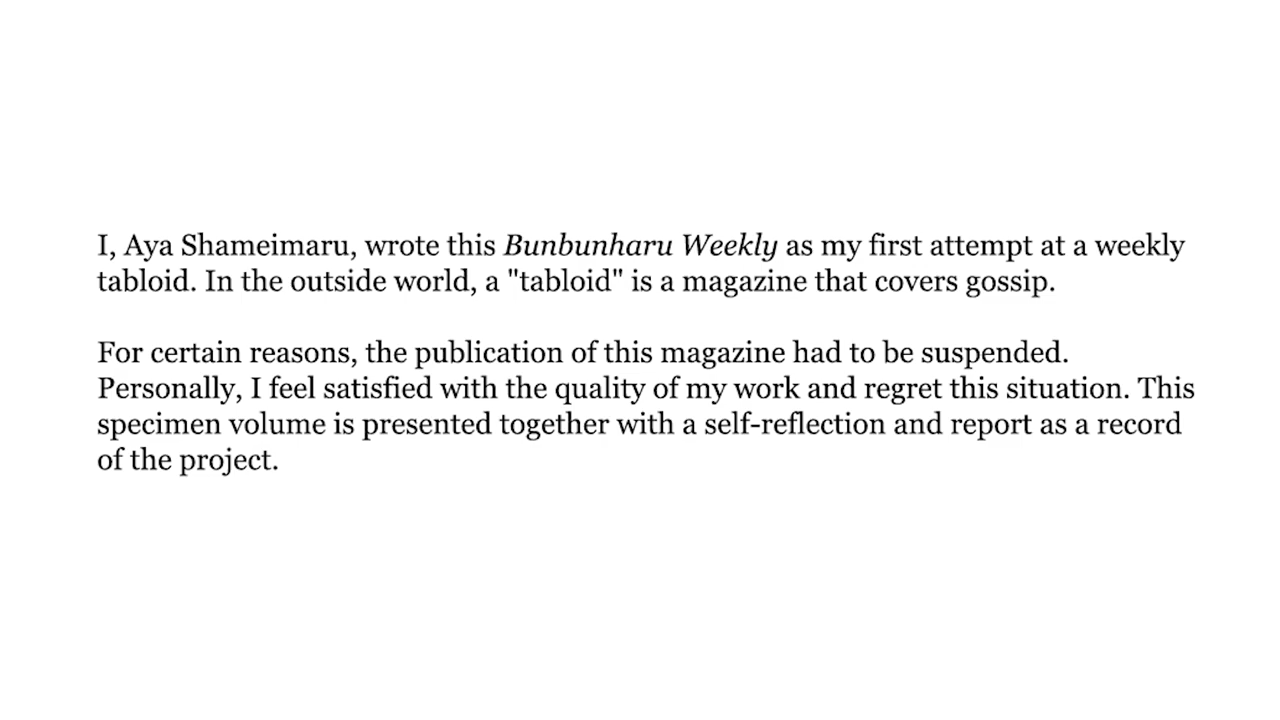 I, Aya Shameimaru, wrote this Bunbunharu Weekly as my first attempt at a weekly
tabloid. In the outside world, a "tabloid" is a magazine that covers gossip.
For certain reasons, the publication of this magazine had to be suspended.
Personally, I feel satisfied with the quality of my work and regret this situation. This
specimen volume is presented together with a self-reflection and report as a record
of the project.